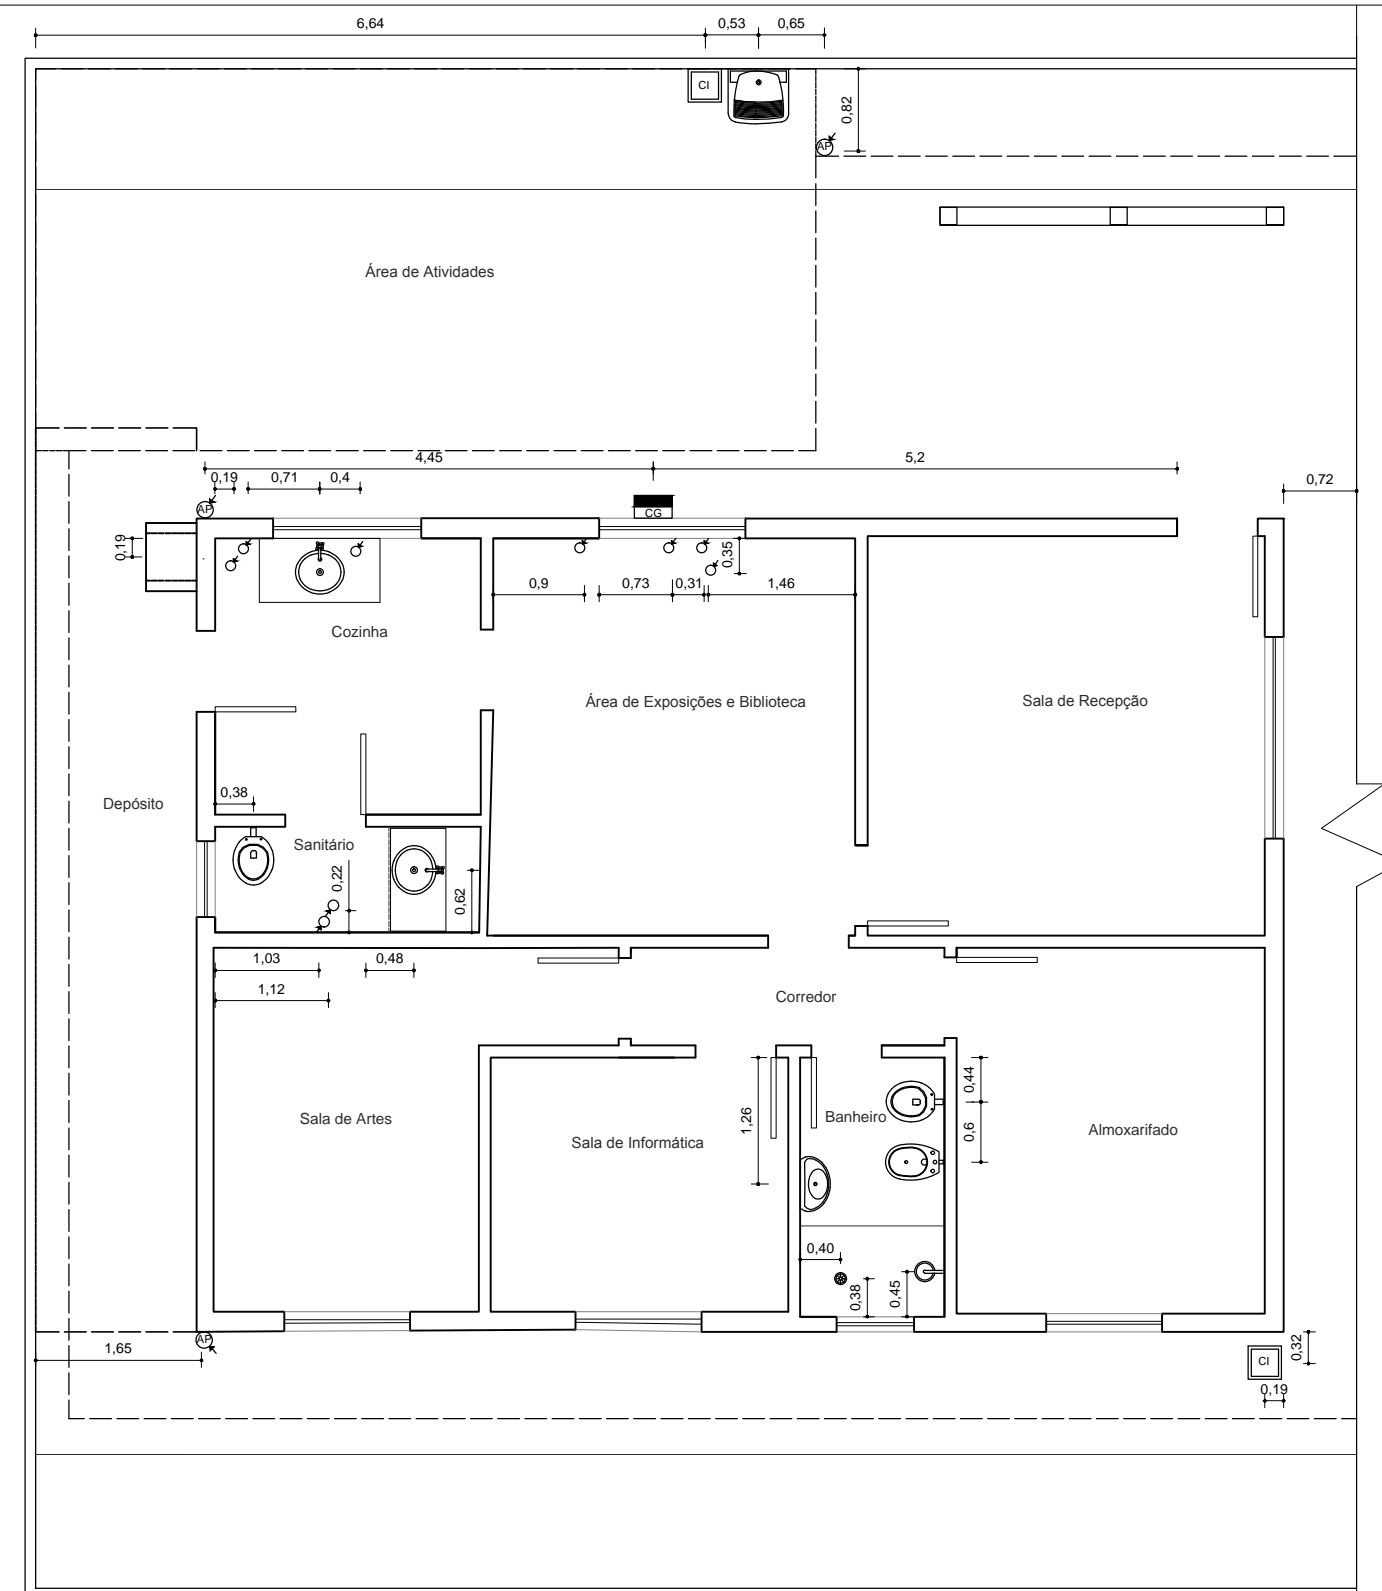 6,64
0,53
0,65
CI
0,82
AP
Área de Atividades
4,45
5,2
0,19
0,71
0,4
0,72
AP
CG
0,19
0,35
0,9
0,73
0,31
1,46
Cozinha
Área de Exposições e Biblioteca
Sala de Recepção
0,38
Depósito
Sanitário
0,22
0,62
1,03
0,48
1,12
Corredor
0,44
1,26
Sala de Artes
Sala de Informática
Banheiro
0,6
Almoxarifado
0,40
0,38
0,45
AP
1,65
0,32
CI
0,19